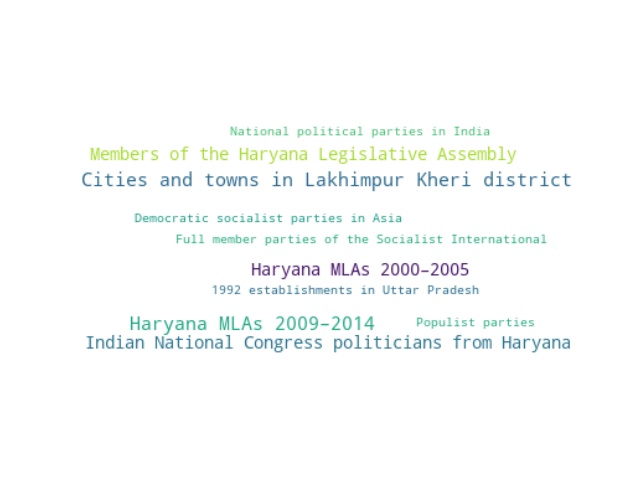 National political parties in India
Members of the Haryana Legislative Assembly
Cities and towns in Lakhimpur Kheri district
Democratic socialist parties in Asia
Full member parties of the Socialist International
Haryana MLAs 2000–2005
1992 establishments in Uttar Pradesh
Haryana MLAs 2009–2014 Populist parties
Indian National Congress politicians from Haryana